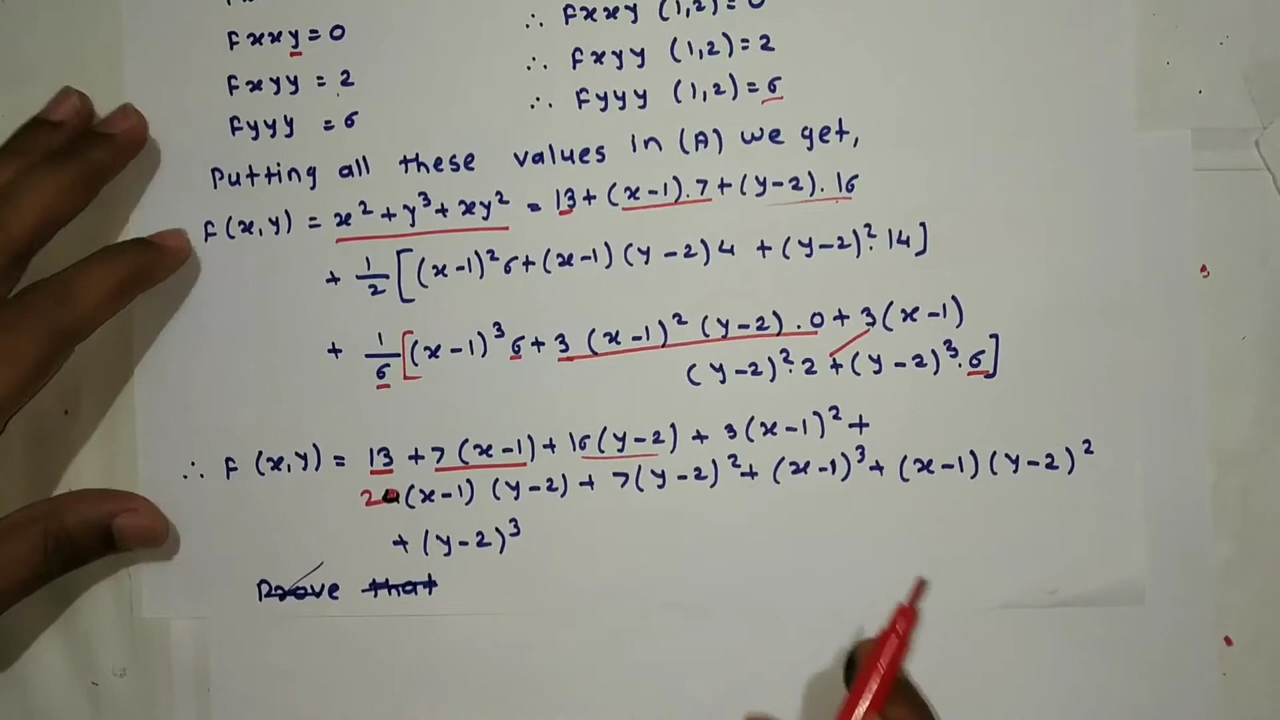 Fxxy = 0
∴ Fxxy (1,2) = 0
Fxyy = 2
∴ Fxyy (1,2) = 2
Fyyy = 6
∴ Fyyy (1,2) = 6
Putting all these values in (A) we get,
F(x,y) = x² + y³ + xy² = 13 + (x-1).7 + (y-2).16
+ 1/2 [(x-1)² 6 + (x-1) (y-2) 4 + (y-2)². 14]
+ 1/6 [(x-1)³ 6 + 3 (x-1)² (y-2) . 0 + 3 (x-1)
(y-2)². 2 + (y-2)³. 6]
∴ F (x,y) = 13 + 7 (x-1) + 16 (y-2) + 3 (x-1)² +
2 (x-1) (y-2) + 7 (y-2)² + (x-1)³ + (x-1) (y-2)²
+ (y-2)³
Prove that